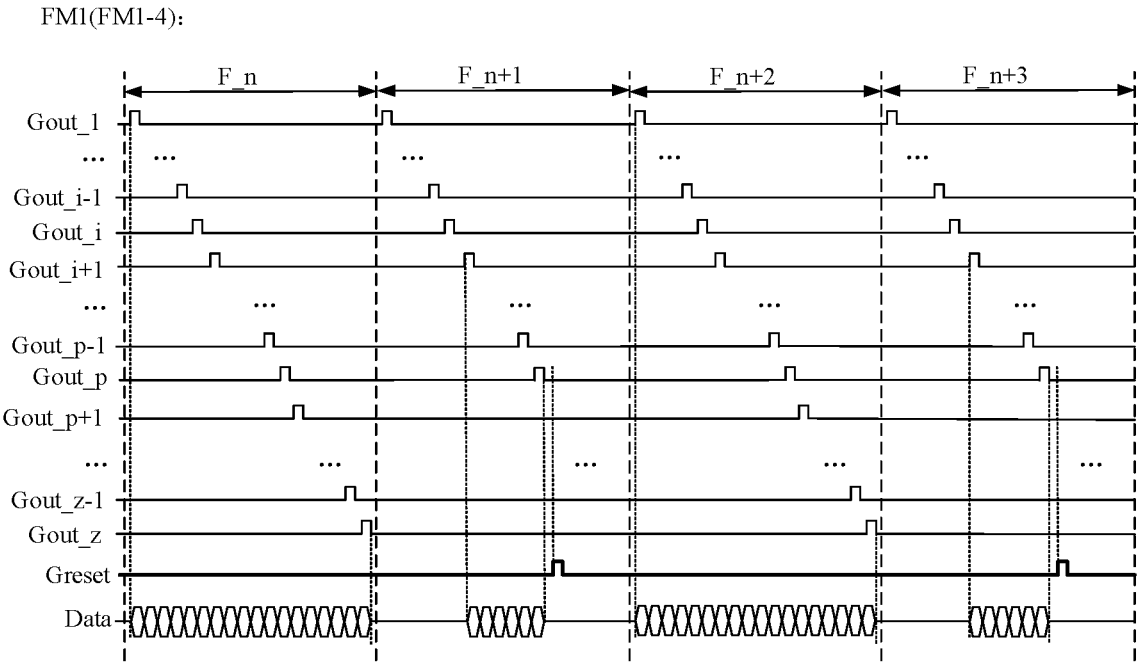 FM1(FM1-4):
F_n F_n+1 F_n+2 F_n+3
Gout_1
... ... ... ... ...
Gout_i-1
Gout_i
Gout_i+1
... ... ... ... ...
Gout_p-1
Gout_p
Gout_p+1
... ... ... ... ...
Gout_z-1
Gout_z
Greset
Data